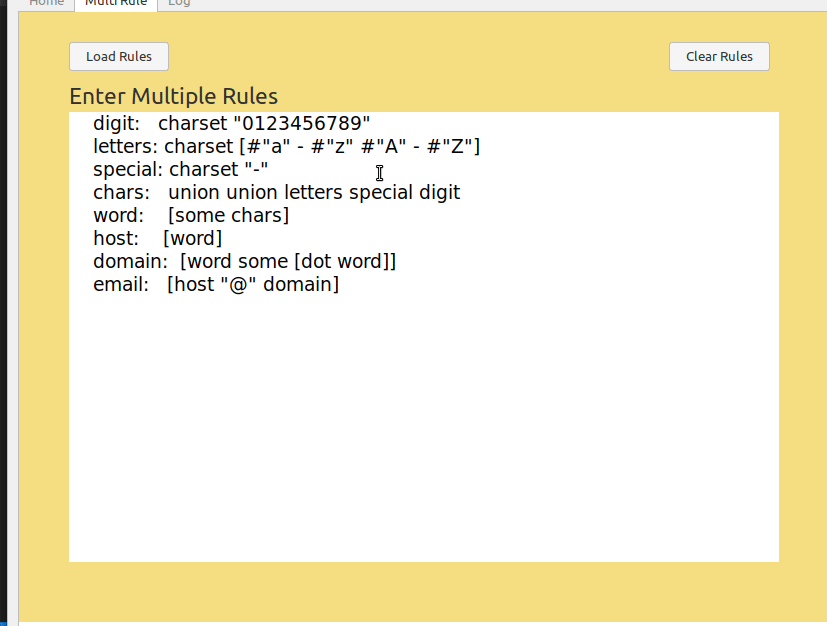 Home Multi Rule Log
Load Rules Clear Rules
Enter Multiple Rules
digit: charset "0123456789"
letters: charset [#"a" - #"z" #"A" - #"Z"]
special: charset "-"
chars: union union letters special digit
word: [some chars]
host: [word]
domain: [word some [dot word]]
email: [host "@" domain]